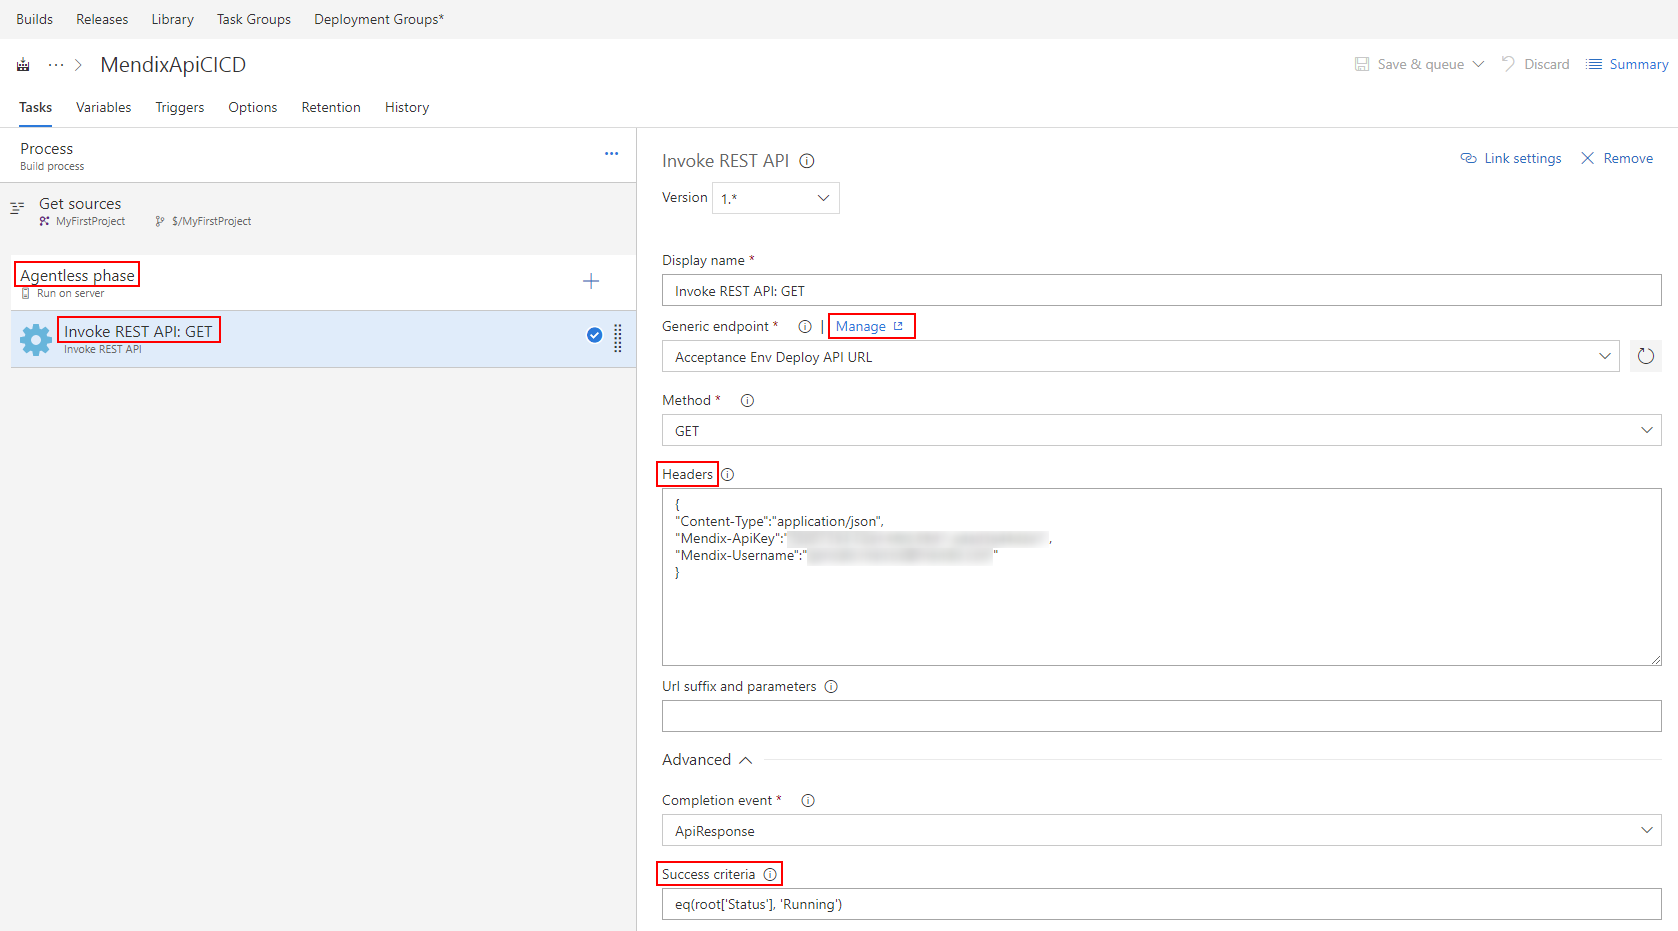 Builds Releases Library Task Groups Deployment Groups*
··· > MendixApiCICD Save & queue Discard Summary
Tasks Variables Triggers Options Retention History
Process
Build process
Get sources
MyFirstProject $/MyFirstProject
Agentless phase
Run on server
Invoke REST API: GET
Invoke REST API
Invoke REST API
Link settings Remove
Version 1.*
Display name *
Invoke REST API: GET
Generic endpoint * | Manage
Acceptance Env Deploy API URL
Method *
GET
Headers
{
"Content-Type":"application/json",
"Mendix-ApiKey":" ,
"Mendix-Username":" "
}
Url suffix and parameters
Advanced
Completion event *
ApiResponse
Success criteria
eq(root['Status'], 'Running')